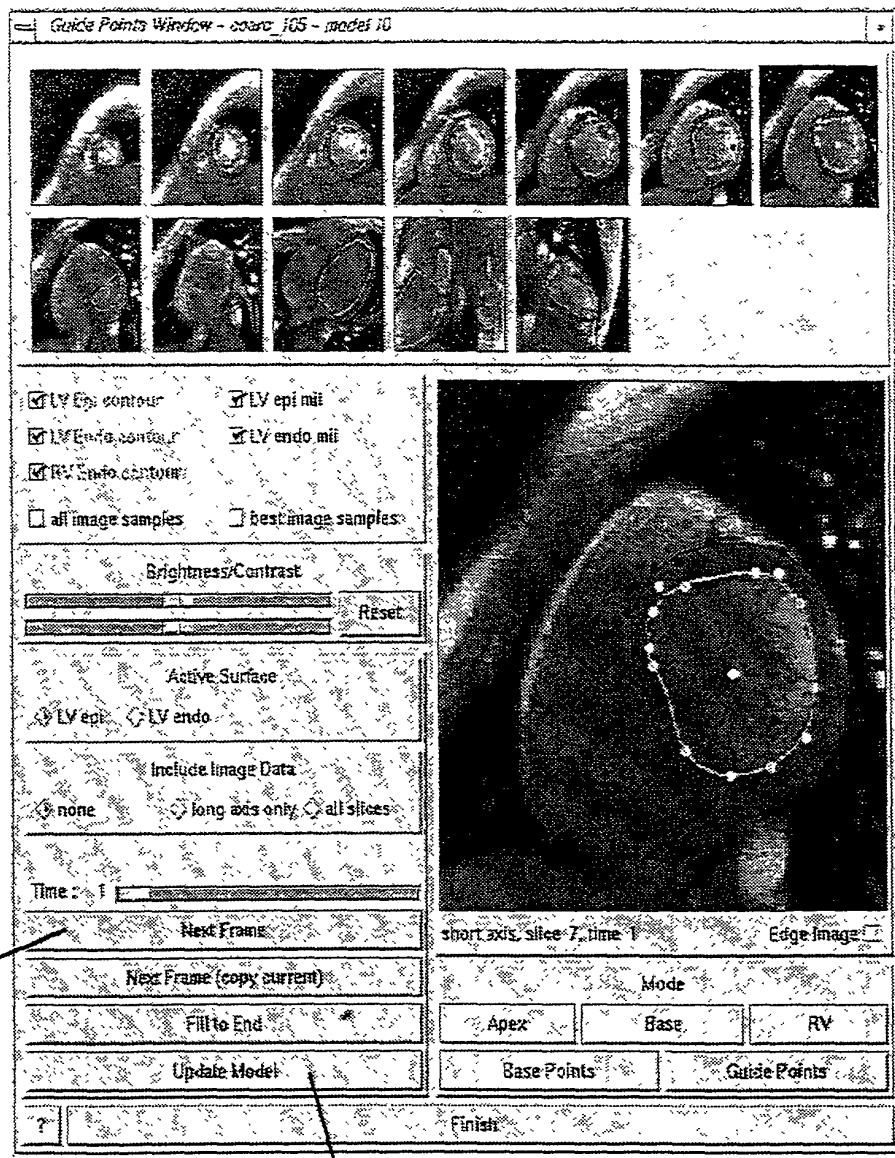 Guide Points Window - coarc_105 - model 10
LV Epi contour
LV epi mil
LV Endo contour
LV endo mil
RV Endo contour
all image samples
best image samples
Brightness/Contrast
Reset
Active Surface
LV epi
LV endo
Include Image Data
none
long axis only
all slices
Time : 1
Next Frame
Next Frame (copy current)
Fill to End
Update Model
short axis, slice 7, time 1
Edge Image
Mode
Apex
Base
RV
Base Points
Guide Points
?
Finish